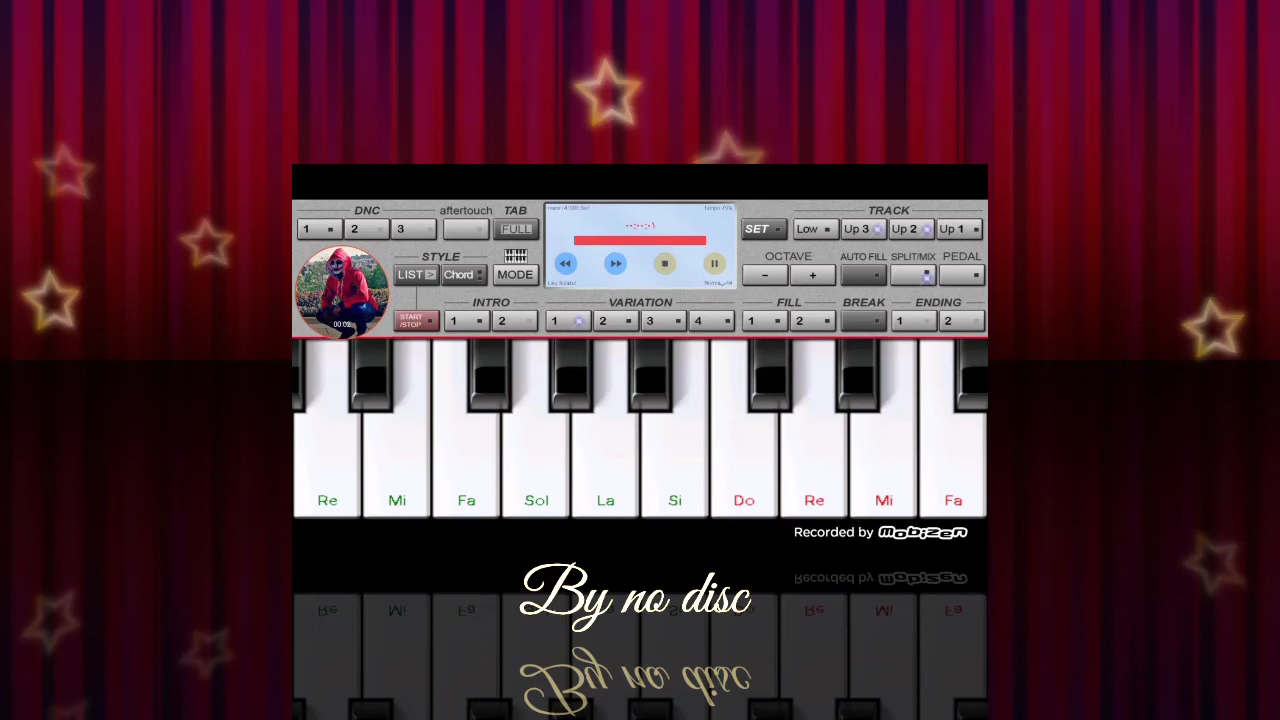 DNC aftertouch TAB TRACK
1 2 3 FULL SET Low Up 3 Up 2 Up 1
STYLE OCTAVE AUTO FILL SPLIT/MIX PEDAL
LIST Chord MODE - +
INTRO VARIATION FILL BREAK ENDING
00:02
START
/STOP
1 2 1 2 3 4 1 2 1 2
Re Mi Fa Sol La Si Do Re Mi Fa
Recorded by mobizen
By no disc